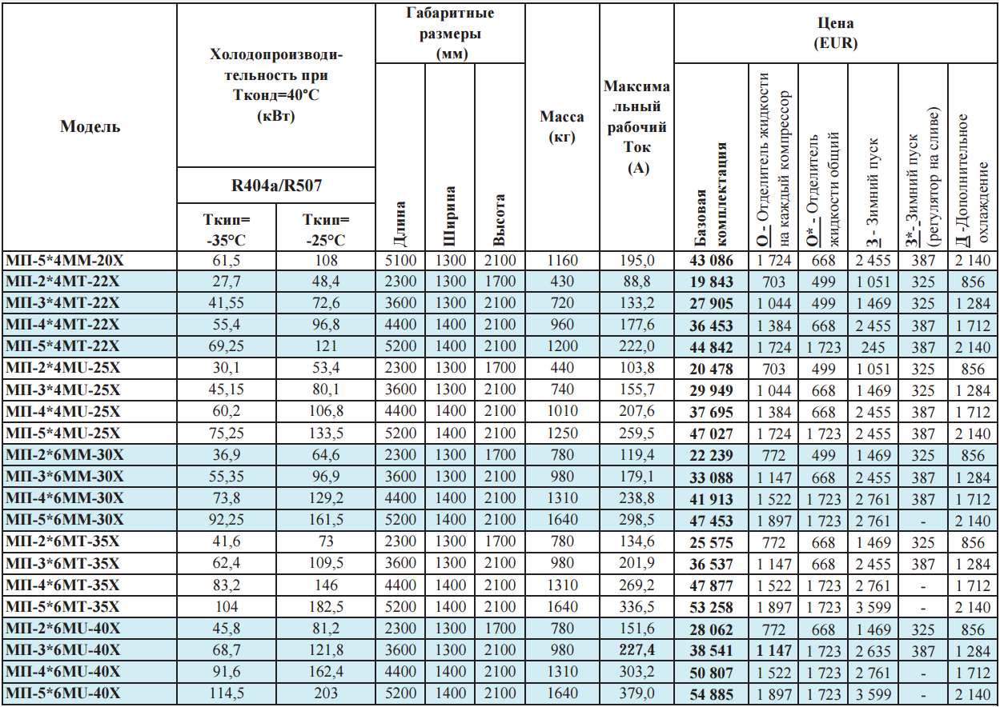 Модель
Холодопроизводи-
тельность при
Тконд=40°С
(кВт)
R404a/R507
Ткип=
-35°С
Ткип=
-25°С
Габаритные
размеры
(мм)
Длина
Ширина
Высота
Масса
(кг)
Максима
льный
рабочий
Ток
(А)
Цена
(EUR)
Базовая
комплектация
О - Отделитель жидкости
на каждый компрессор
О* - Отделитель
жидкости общий
З - Зимний пуск
З*- Зимний пуск
(регулятор на сливе)
Д -Дополнительное
охлаждение
МП-5*4MM-20X 61,5 108 5100 1300 2100 1160 195,0 43 086 1 724 668 2 455 387 2 140
МП-2*4MT-22X 27,7 48,4 2300 1300 1700 430 88,8 19 843 703 499 1 051 325 856
МП-3*4MT-22X 41,55 72,6 3600 1300 2100 720 133,2 27 905 1 044 499 1 469 325 1 284
МП-4*4MT-22X 55,4 96,8 4400 1400 2100 960 177,6 36 453 1 384 668 2 455 387 1 712
МП-5*4MT-22X 69,25 121 5200 1400 2100 1200 222,0 44 842 1 724 1 723 245 387 2 140
МП-2*4MU-25X 30,1 53,4 2300 1300 1700 440 103,8 20 478 703 499 1 051 325 856
МП-3*4MU-25X 45,15 80,1 3600 1300 2100 740 155,7 29 949 1 044 668 1 469 325 1 284
МП-4*4MU-25X 60,2 106,8 4400 1400 2100 1010 207,6 37 695 1 384 668 2 455 387 1 712
МП-5*4MU-25X 75,25 133,5 5200 1400 2100 1250 259,5 47 027 1 724 1 723 2 455 387 2 140
МП-2*6MM-30X 36,9 64,6 2300 1300 1700 780 119,4 22 239 772 499 1 469 325 856
МП-3*6MM-30X 55,35 96,9 3600 1300 2100 980 179,1 33 088 1 147 668 2 455 387 1 284
МП-4*6MM-30X 73,8 129,2 4400 1400 2100 1310 238,8 41 913 1 522 1 723 2 761 387 1 712
МП-5*6MM-30X 92,25 161,5 5200 1400 2100 1640 298,5 47 453 1 897 1 723 2 761 - 2 140
МП-2*6MT-35X 41,6 73 2300 1300 1700 780 134,6 25 575 772 668 1 469 325 856
МП-3*6MT-35X 62,4 109,5 3600 1300 2100 980 201,9 36 537 1 147 668 2 455 387 1 284
МП-4*6MT-35X 83,2 146 4400 1400 2100 1310 269,2 47 877 1 522 1 723 2 761 - 1 712
МП-5*6MT-35X 104 182,5 5200 1400 2100 1640 336,5 53 258 1 897 1 723 3 599 - 2 140
МП-2*6MU-40X 45,8 81,2 2300 1300 1700 780 151,6 28 062 772 668 1 469 325 856
МП-3*6MU-40X 68,7 121,8 3600 1300 2100 980 227,4 38 541 1 147 1 723 2 635 387 1 284
МП-4*6MU-40X 91,6 162,4 4400 1400 2100 1310 303,2 50 807 1 522 1 723 2 761 - 1 712
МП-5*6MU-40X 114,5 203 5200 1400 2100 1640 379,0 54 885 1 897 1 723 3 599 - 2 140